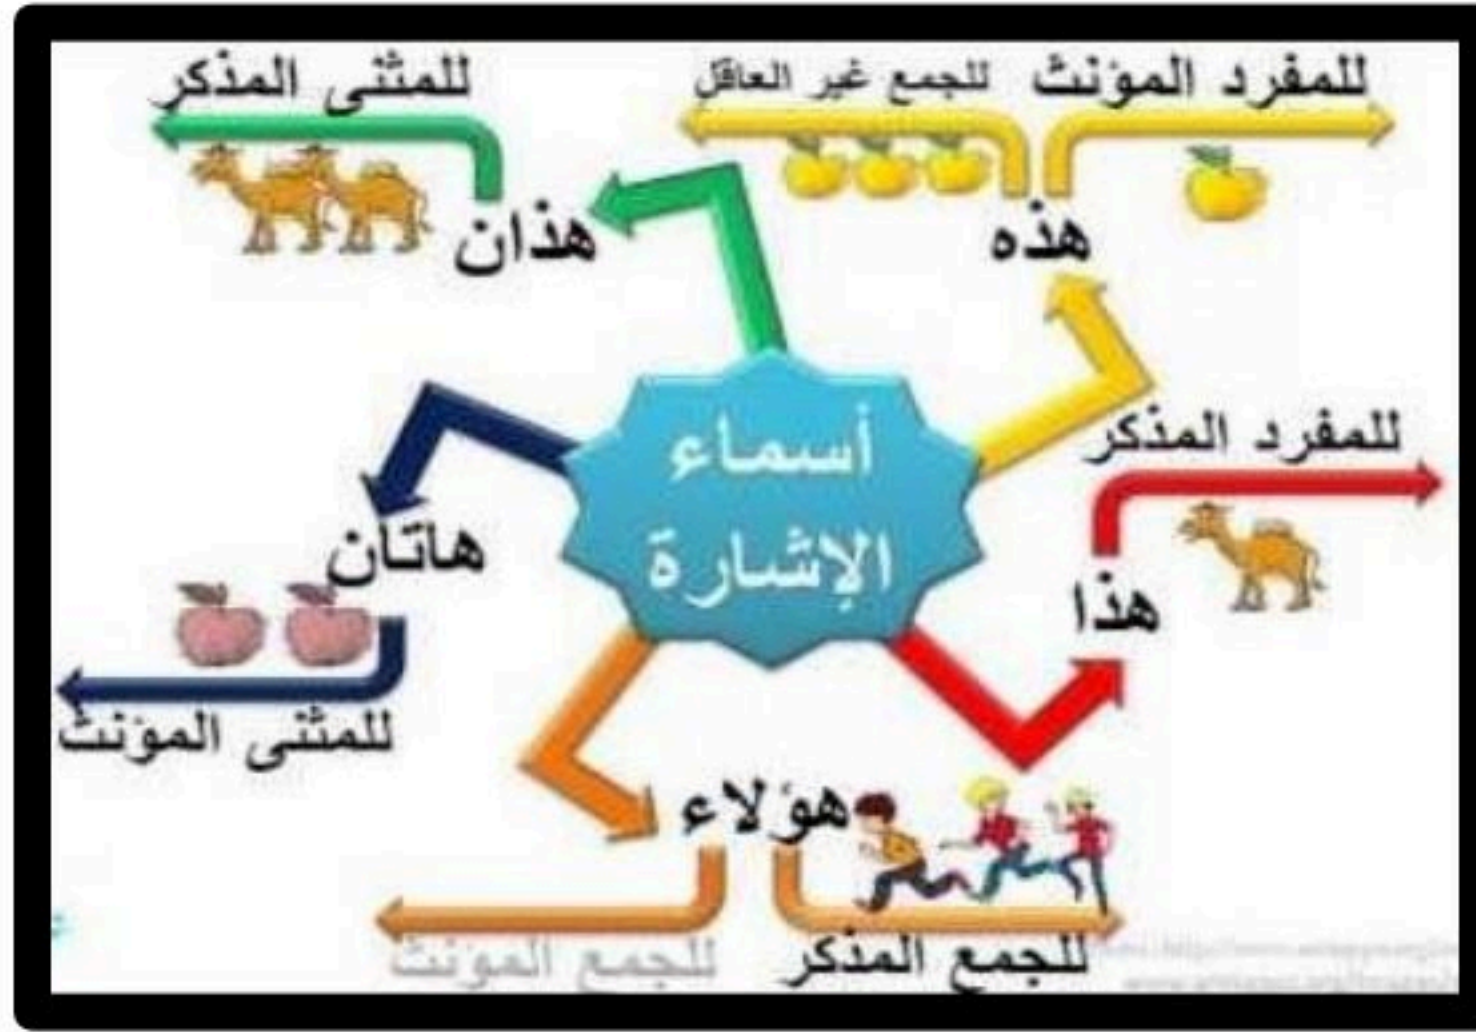 للمفرد المؤنث
للجمع غير العاقل
للمثنى المذكر
هذه
هذان
للمفرد المذكر
أسماء
الإشارة
هاتان
هذا
للمثنى المؤنث
هؤلاء
للجمع المذكر
للجمع المؤنث